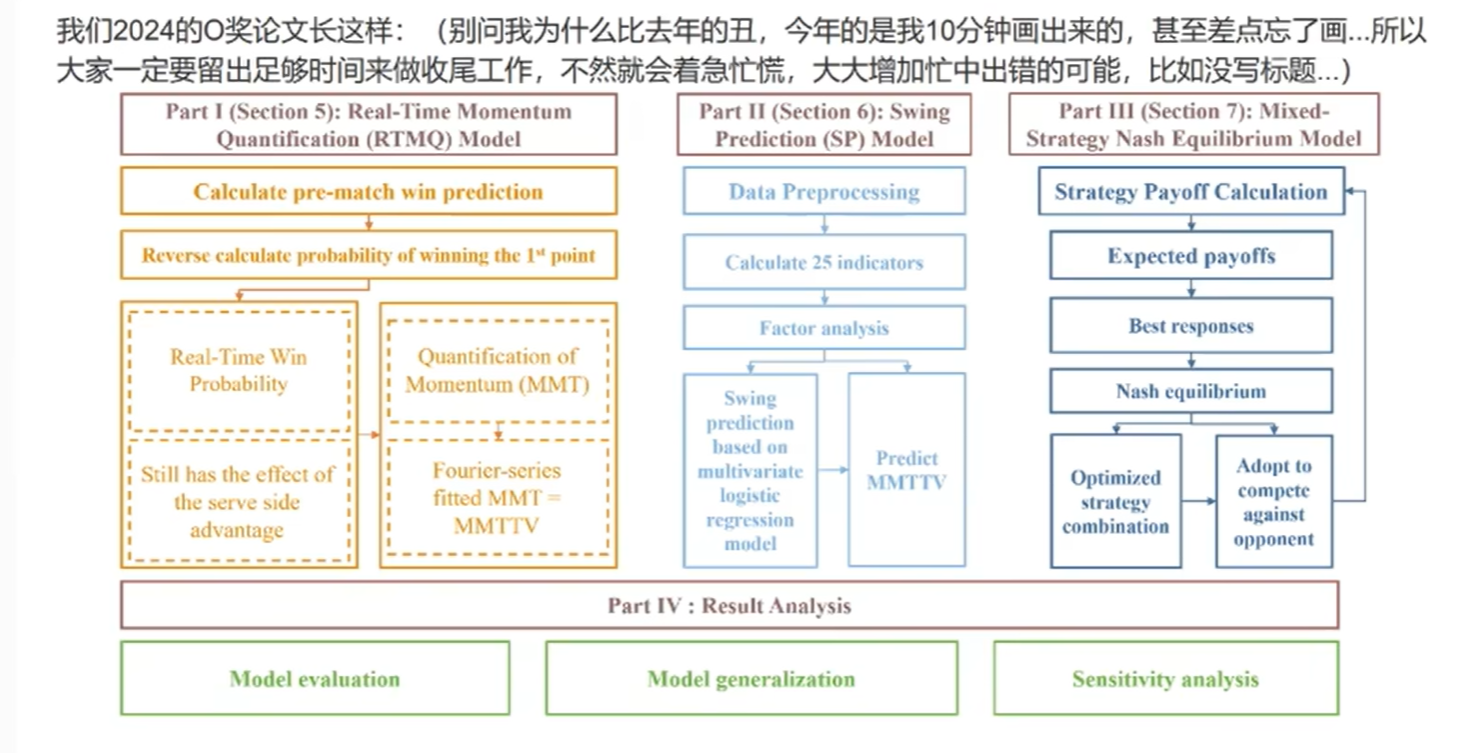 我们2024的O奖论文长这样：（别问我为什么比去年的丑，今年的是我10分钟画出来的，甚至差点忘了画...所以
大家一定要留出足够时间来做收尾工作，不然就会着急忙慌，大大增加忙中出错的可能，比如没写标题...）
Part I (Section 5): Real-Time Momentum
Quantification (RTMQ) Model
Calculate pre-match win prediction
Reverse calculate probability of winning the 1st point
Real-Time Win
Probability
Still has the effect of
the serve side
advantage
Quantification of
Momentum (MMT)
Fourier-series
fitted MMT =
MMTTV
Part II (Section 6): Swing
Prediction (SP) Model
Data Preprocessing
Calculate 25 indicators
Factor analysis
Swing
prediction
based on
multivariate
logistic
regression
model
Predict
MMTTV
Part III (Section 7): Mixed-
Strategy Nash Equilibrium Model
Strategy Payoff Calculation
Expected payoffs
Best responses
Nash equilibrium
Optimized
strategy
combination
Adopt to
compete
against
opponent
Part IV : Result Analysis
Model evaluation
Model generalization
Sensitivity analysis